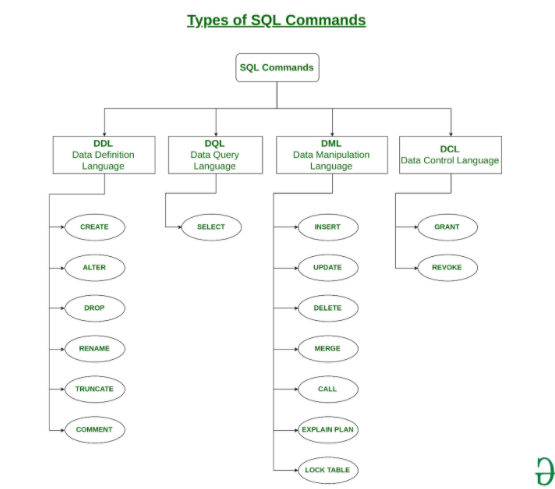 Types of SQL Commands
SQL Commands
DDL
Data Definition
Language
DQL
Data Query
Language
DML
Data Manipulation
Language
DCL
Data Control Language
CREATE
ALTER
DROP
RENAME
TRUNCATE
COMMENT
SELECT
INSERT
UPDATE
DELETE
MERGE
CALL
EXPLAIN PLAN
LOCK TABLE
GRANT
REVOKE